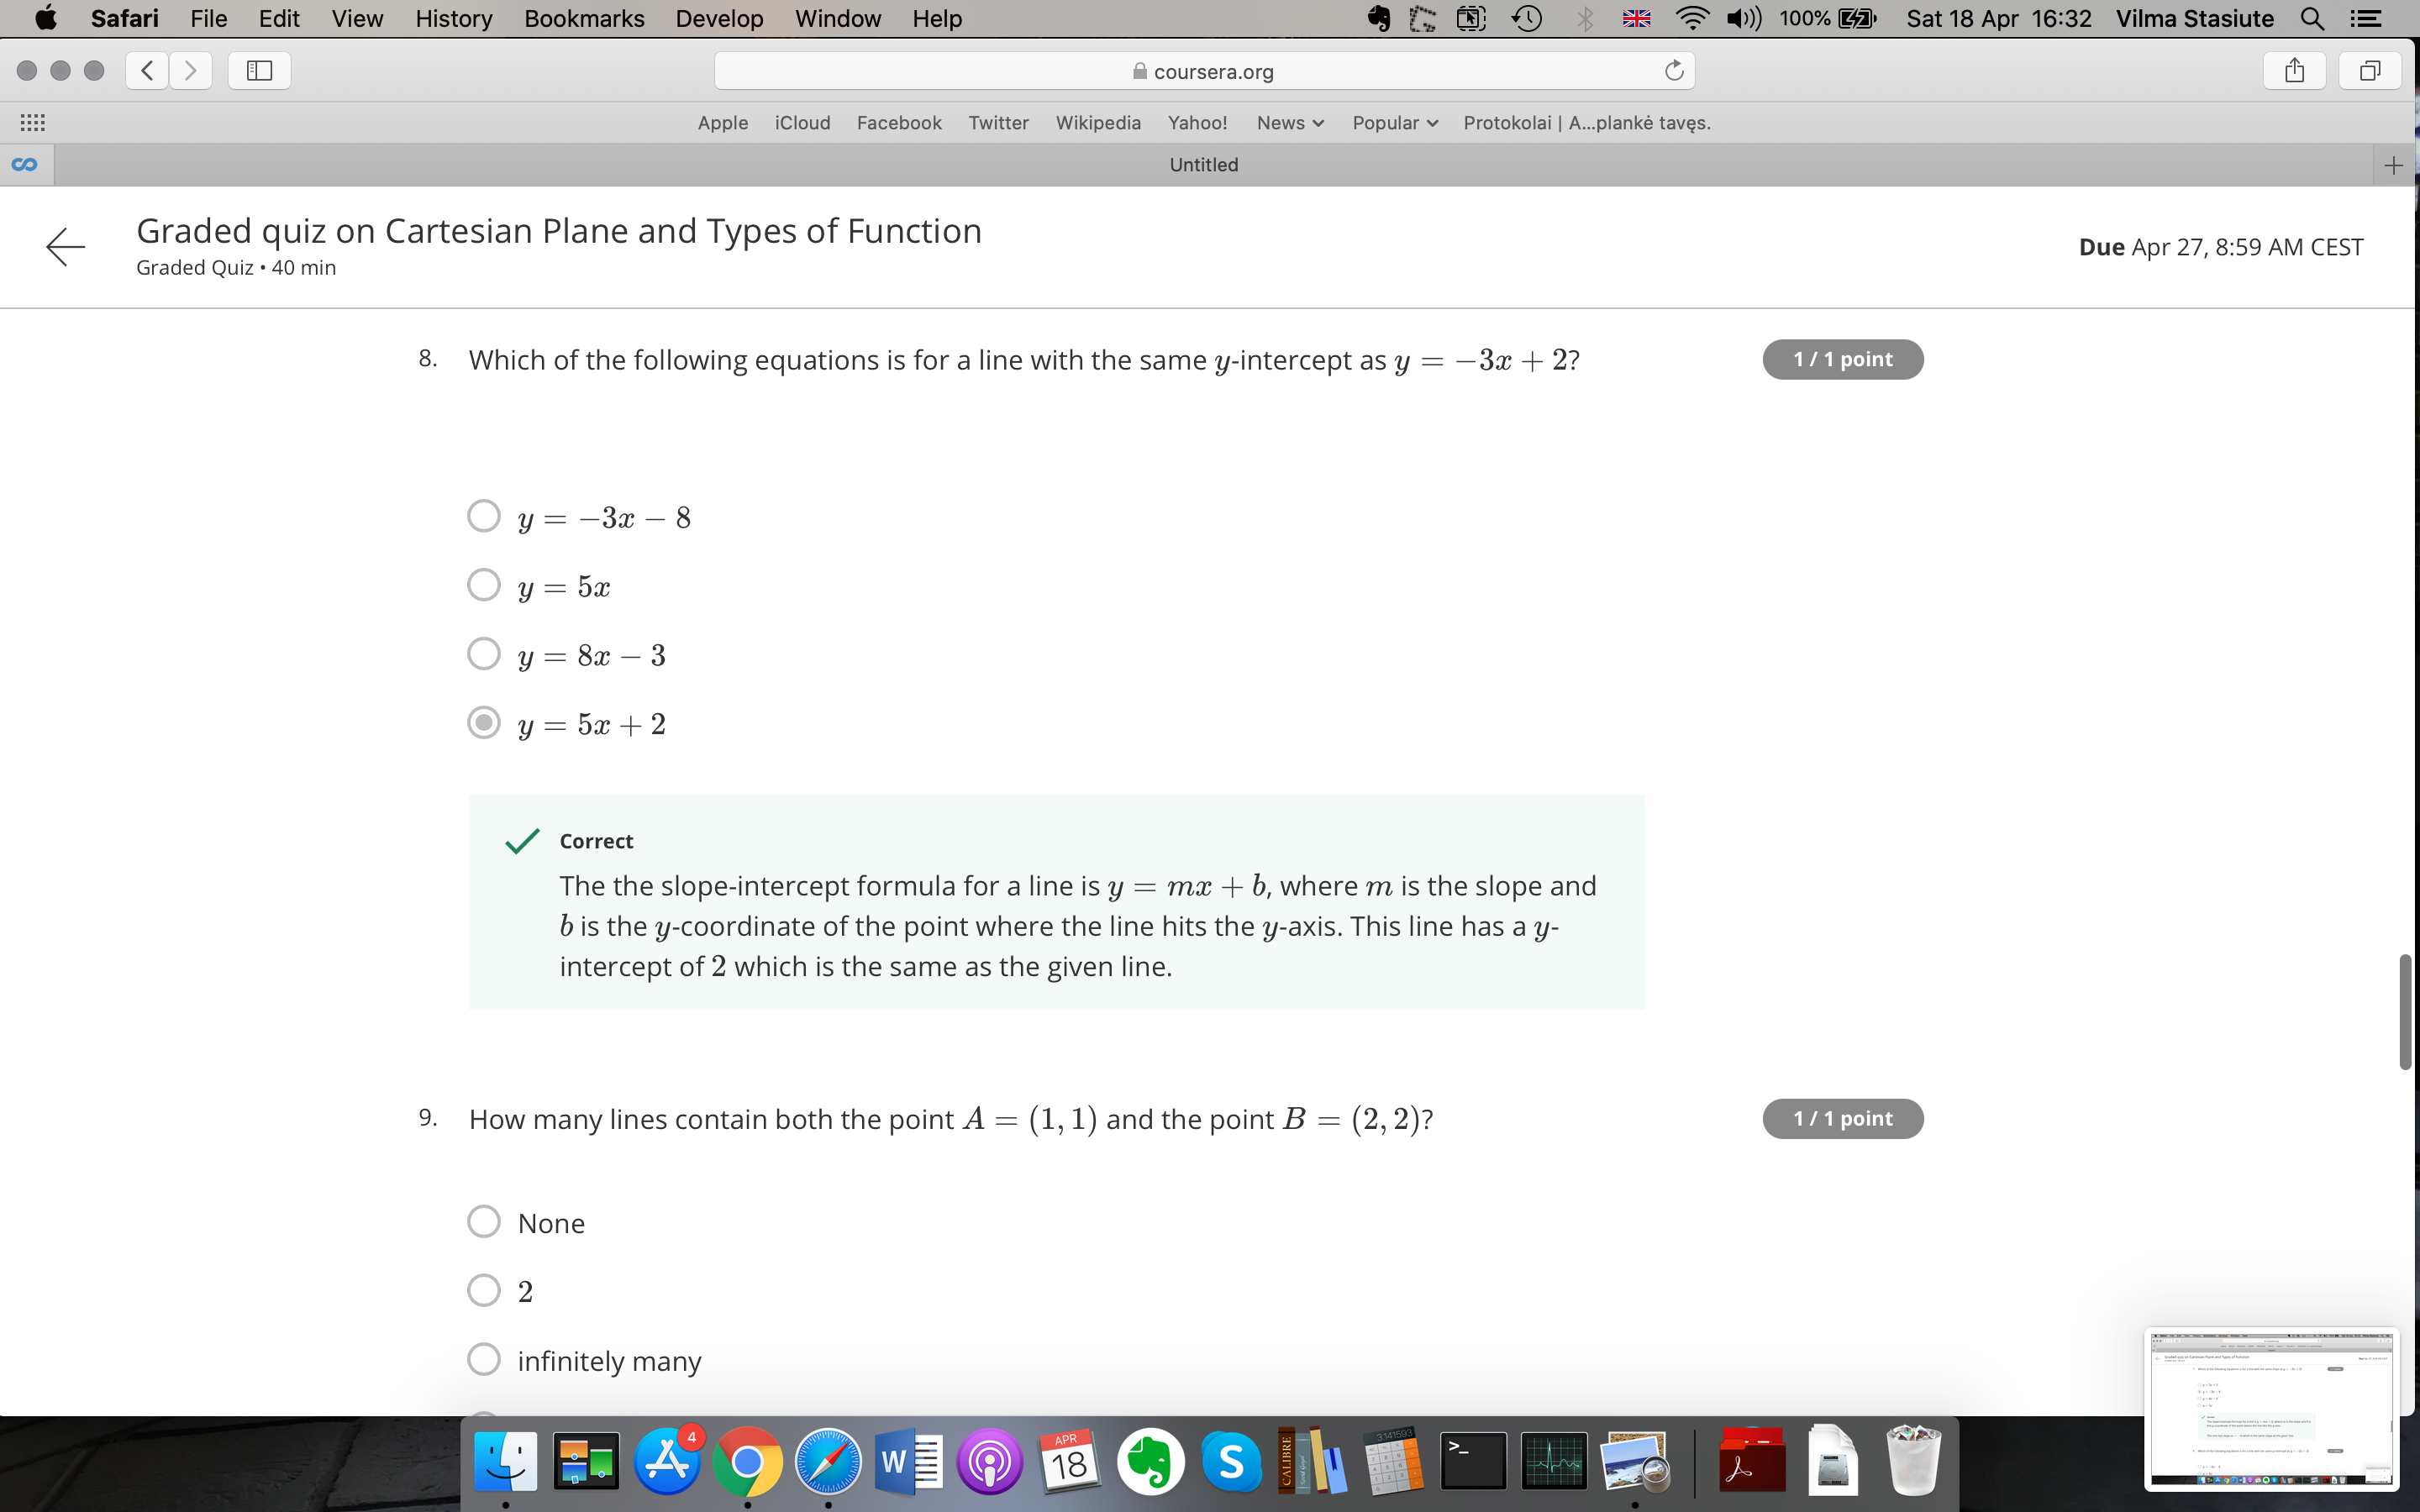 Safari File Edit View History Bookmarks Develop Window Help 100% Sat 18 Apr 16:32 Vilma Stasiute
coursera.org
Apple iCloud Facebook Twitter Wikipedia Yahoo! News Popular Protokolai | A...plankė tavęs.
Untitled
Graded quiz on Cartesian Plane and Types of Function
Graded Quiz • 40 min
Due Apr 27, 8:59 AM CEST
8. Which of the following equations is for a line with the same y-intercept as y = −3x + 2?
1 / 1 point
y = −3x − 8
y = 5x
y = 8x − 3
y = 5x + 2
Correct
The the slope-intercept formula for a line is y = mx + b, where m is the slope and
b is the y-coordinate of the point where the line hits the y-axis. This line has a y-
intercept of 2 which is the same as the given line.
9. How many lines contain both the point A = (1, 1) and the point B = (2, 2)?
1 / 1 point
None
2
infinitely many
4
W
APR
18
S
CALIBRE
3.141593
>_